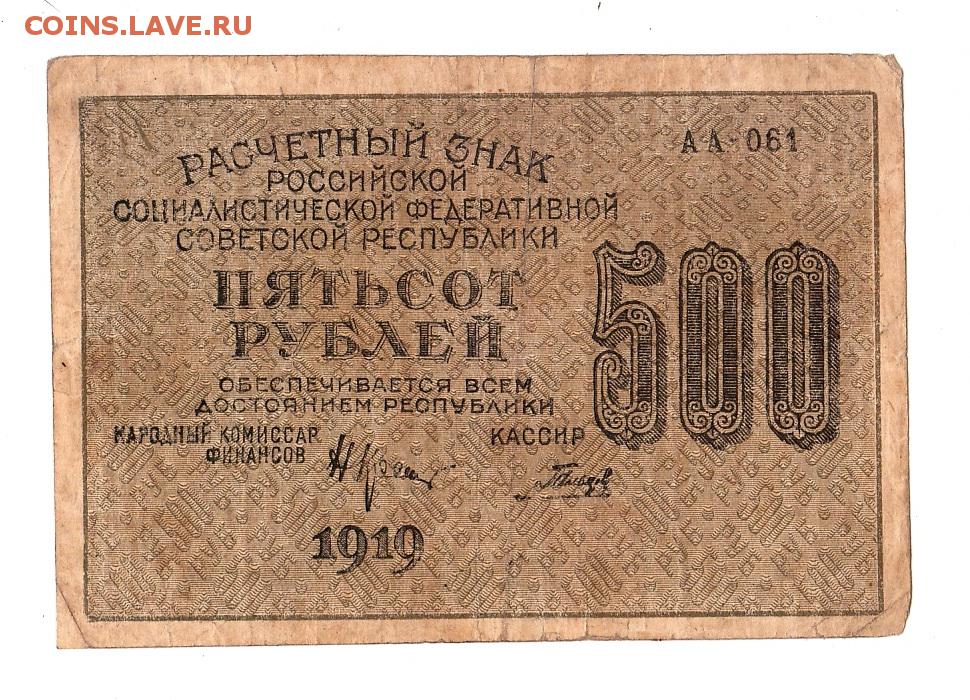 COINS.LAVE.RU
АА-061
РАСЧЕТНЫЙ ЗНАК
РОССИЙСКОЙ
СОЦИАЛИСТИЧЕСКОЙ ФЕДЕРАТИВНОЙ
СОВЕТСКОЙ РЕСПУБЛИКИ
ПЯТЬСОТ
РУБЛЕЙ
500
ОБЕСПЕЧИВАЕТСЯ ВСЕМ
ДОСТОЯНИЕМ РЕСПУБЛИКИ
НАРОДНЫЙ КОМИССАР
ФИНАНСОВ
КАССИР
1919